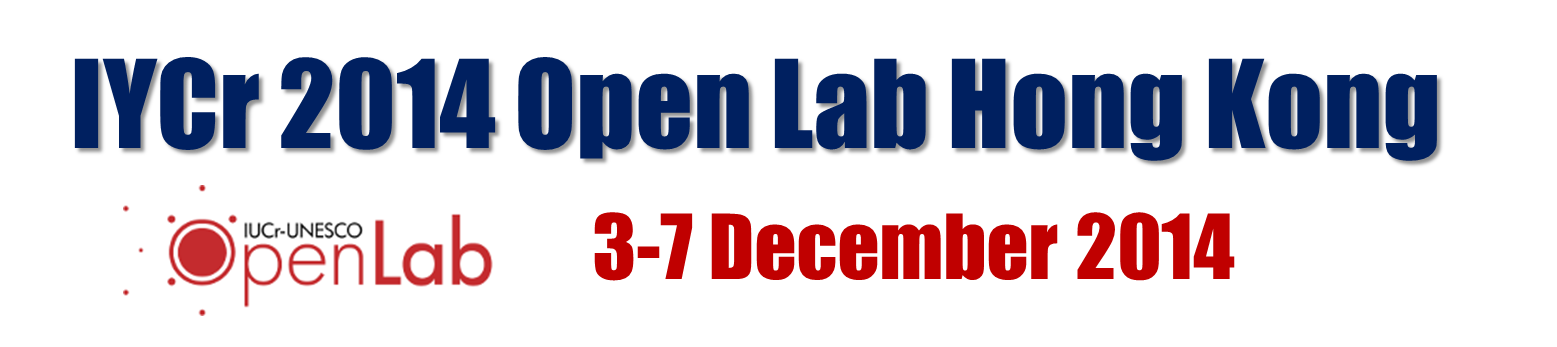 IYCr 2014 Open Lab Hong Kong
IUCr-UNESCO
OpenLab
3-7 December 2014